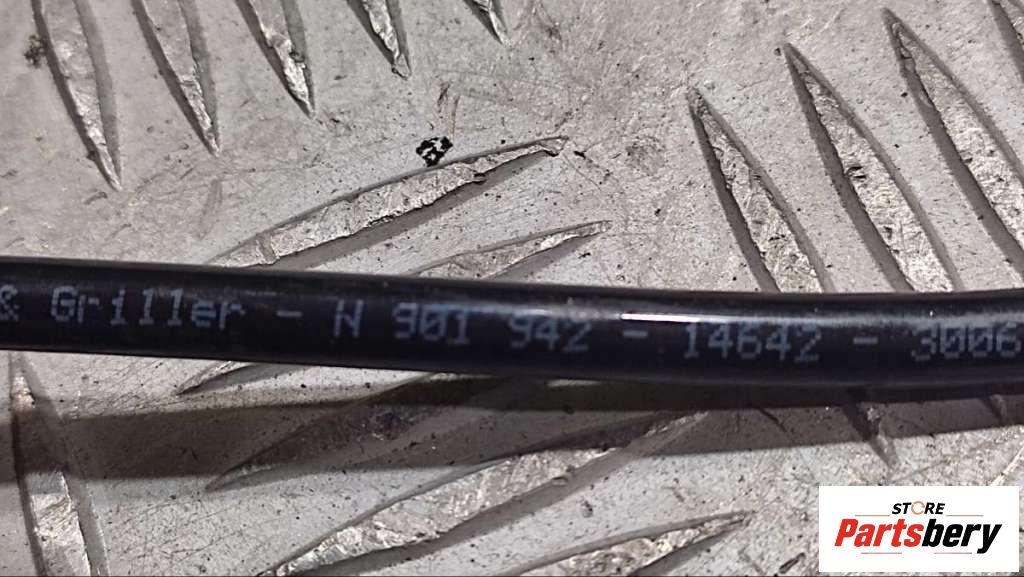 & Griller - N 901 942 - 14642 - 3006
STORE
Partsbery